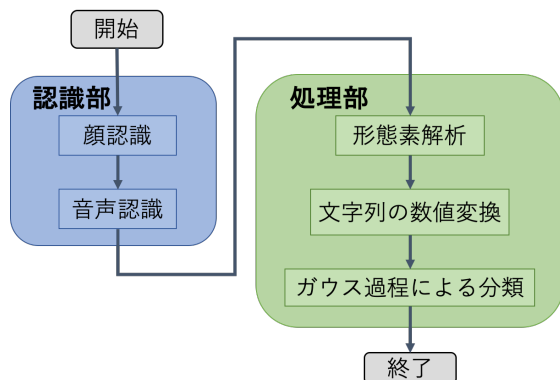 開始
認識部
顔認識
音声認識
処理部
形態素解析
文字列の数値変換
ガウス過程による分類
終了